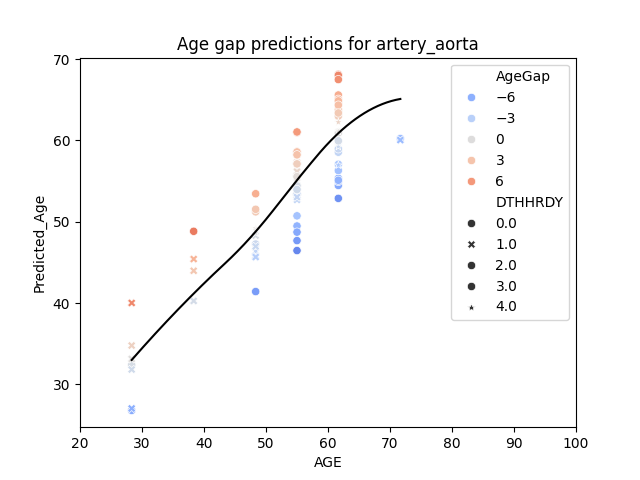 Age gap predictions for artery_aorta
70
60
50
40
30
Predicted_Age
20 30 40 50 60 70 80 90 100
AGE
AgeGap
−6
−3
0
3
6
DTHHRDY
0.0
1.0
2.0
3.0
4.0